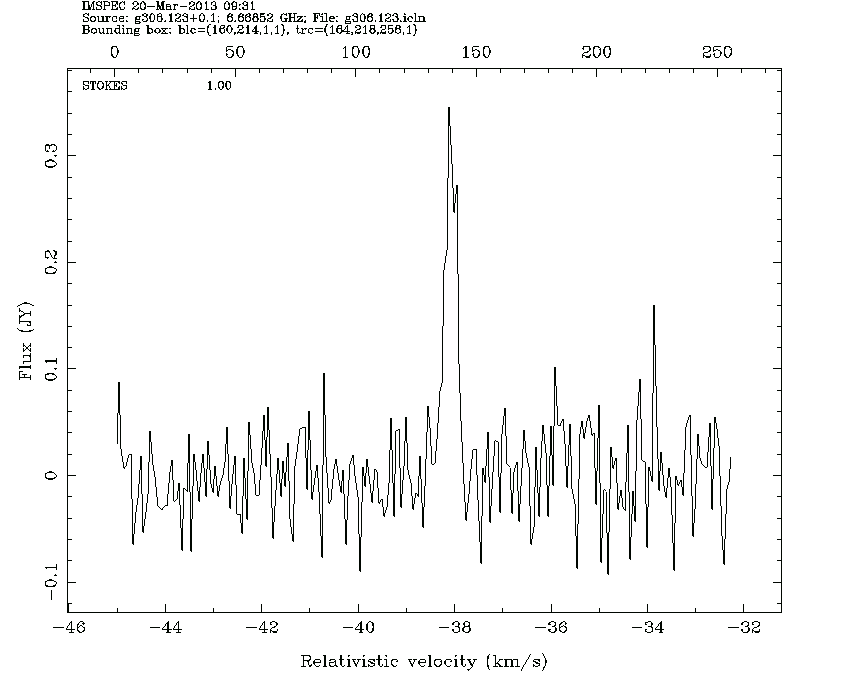 IMSPEC 20-Mar-2013 09:31
Source: g306.123+0.1; 6.66852 GHz; File: g306.123.icln
Bounding box: blc=(160,214,1,1), trc=(164,218,256,1)
0 50 100 150 200 250
STOKES 1.00
0.3
0.2
0.1
0
-0.1
Flux (JY)
-46 -44 -42 -40 -38 -36 -34 -32
Relativistic velocity (km/s)